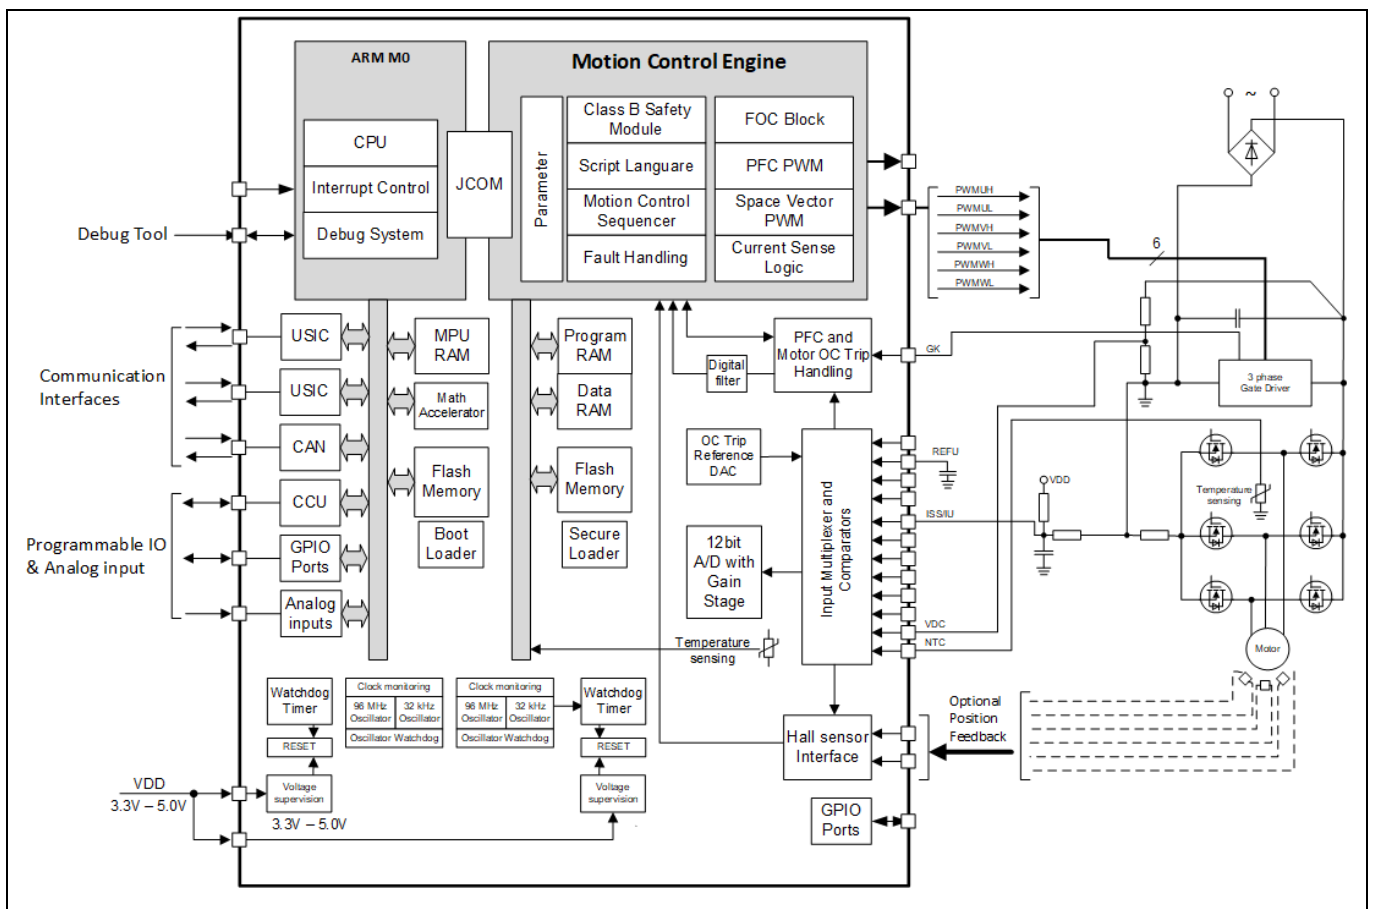 ARM M0
Motion Control Engine
CPU
Interrupt Control
Debug System
JCOM
Parameter
Class B Safety
Module
Script Languare
Motion Control
Sequencer
Fault Handling
FOC Block
PFC PWM
Space Vector
PWM
Current Sense
Logic
Debug Tool
Communication
Interfaces
Programmable IO
& Analog input
USIC
USIC
CAN
CCU
GPIO
Ports
Analog
inputs
MPU
RAM
Math
Accelerator
Flash
Memory
Boot
Loader
Program
RAM
Data
RAM
Flash
Memory
Secure
Loader
Digital
filter
PFC and
Motor OC Trip
Handling
OC Trip
Reference
DAC
12bit
A/D with
Gain
Stage
Input Multiplexer and
Comparators
Temperature
sensing
Hall sensor
Interface
GPIO
Ports
Watchdog
Timer
RESET
Voltage
supervision
3.3V – 5.0V
Clock monitoring
96 MHz
Oscillator
32 kHz
Oscillator
Oscillator Watchdog
Clock monitoring
96 MHz
Oscillator
32 kHz
Oscillator
Oscillator Watchdog
Watchdog
Timer
RESET
Voltage
supervision
VDD
3.3V – 5.0V
PWMUH
PWMUL
PWMVH
PWMVL
PWMWH
PWMWL
6
~
GK
3 phase
Gate Driver
REFU
VDD
ISS/IU
Temperature
sensing
VDC
NTC
Motor
Optional
Position
Feedback